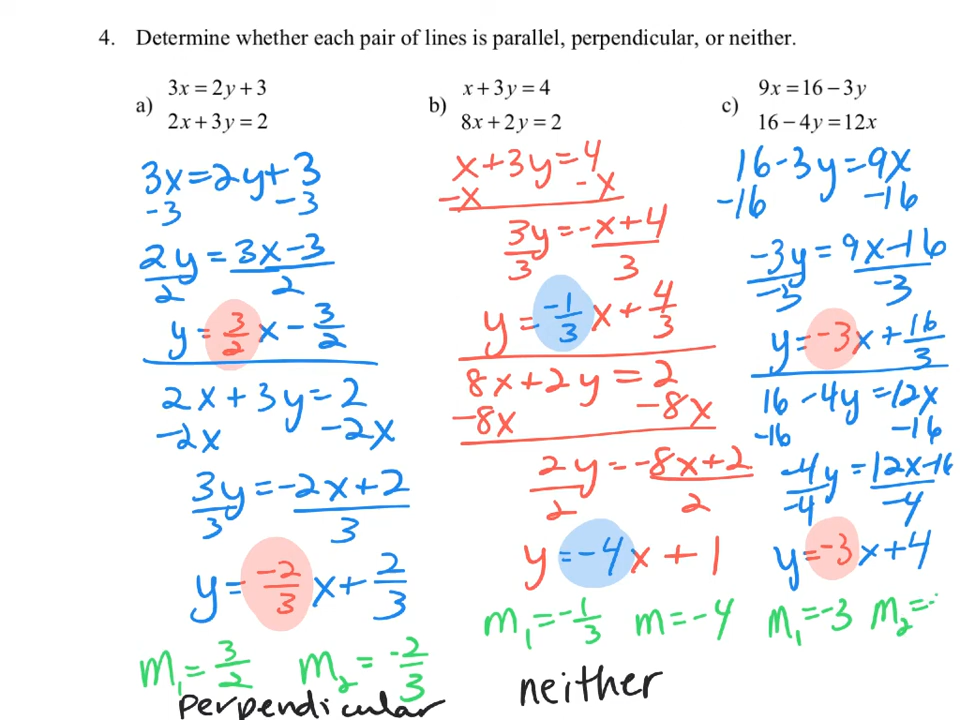 4. Determine whether each pair of lines is parallel, perpendicular, or neither.
a) 3x = 2y + 3
2x + 3y = 2
3x = 2y + 3
-3 -3
2y = 3x - 3
2 2
y = 3/2 x - 3/2
2x + 3y = 2
-2x -2x
3y = -2x + 2
3 3
y = -2/3 x + 2/3
m₁ = 3/2 m₂ = -2/3
perpendicular
b) x + 3y = 4
8x + 2y = 2
x + 3y = 4
-x -x
3y = -x + 4
3 3
y = -1/3 x + 4/3
8x + 2y = 2
-8x -8x
2y = -8x + 2
2 2
y = -4x + 1
m₁ = -1/3 m = -4
neither
c) 9x = 16 - 3y
16 - 4y = 12x
16 - 3y = 9x
-16 -16
-3y = 9x - 16
-3 -3
y = -3x + 16/3
16 - 4y = 12x
-16 -16
-4y = 12x - 16
-4 -4
y = -3x + 4
m₁ = -3 m₂ = -